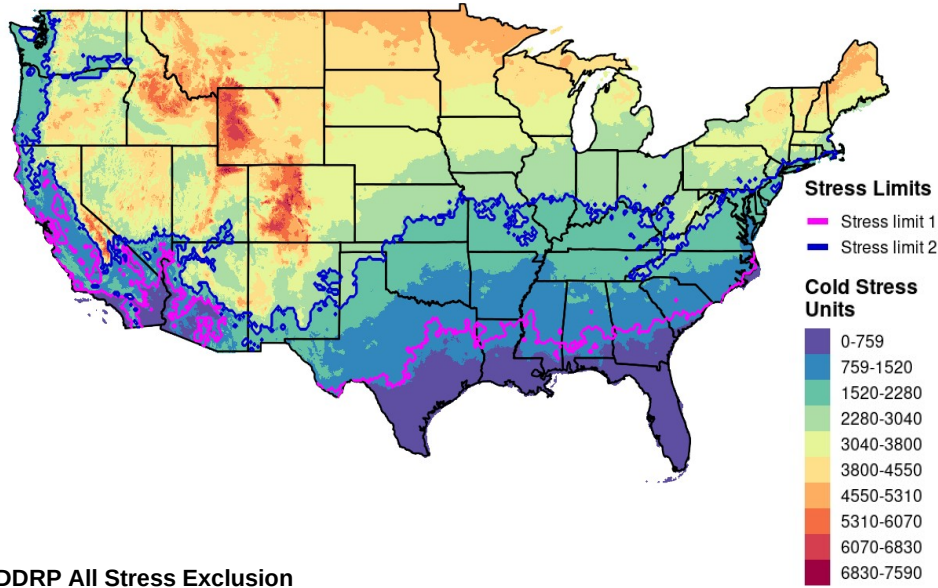 Stress Limits
Stress limit 1
Stress limit 2
Cold Stress
Units
0-759
759-1520
1520-2280
2280-3040
3040-3800
3800-4550
4550-5310
5310-6070
6070-6830
6830-7590
DDRP All Stress Exclusion